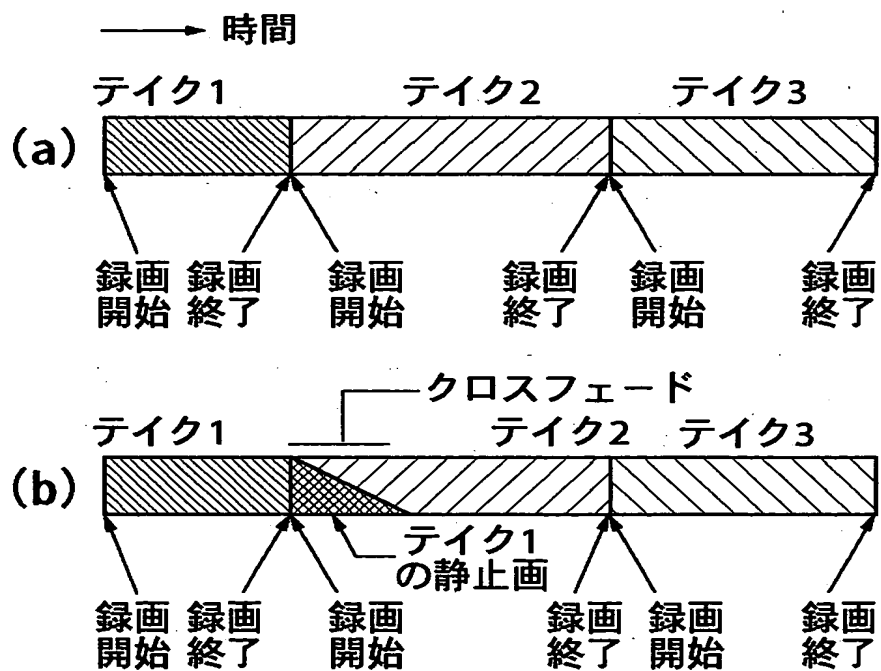 時間
テイク1 テイク2 テイク3
(a)
録画 録画 録画 録画 録画 録画
開始 終了 開始 終了 開始 終了
クロスフェード
テイク1 テイク2 テイク3
(b)
テイク1
の静止画
録画 録画 録画 録画 録画 録画
開始 終了 開始 終了 開始 終了